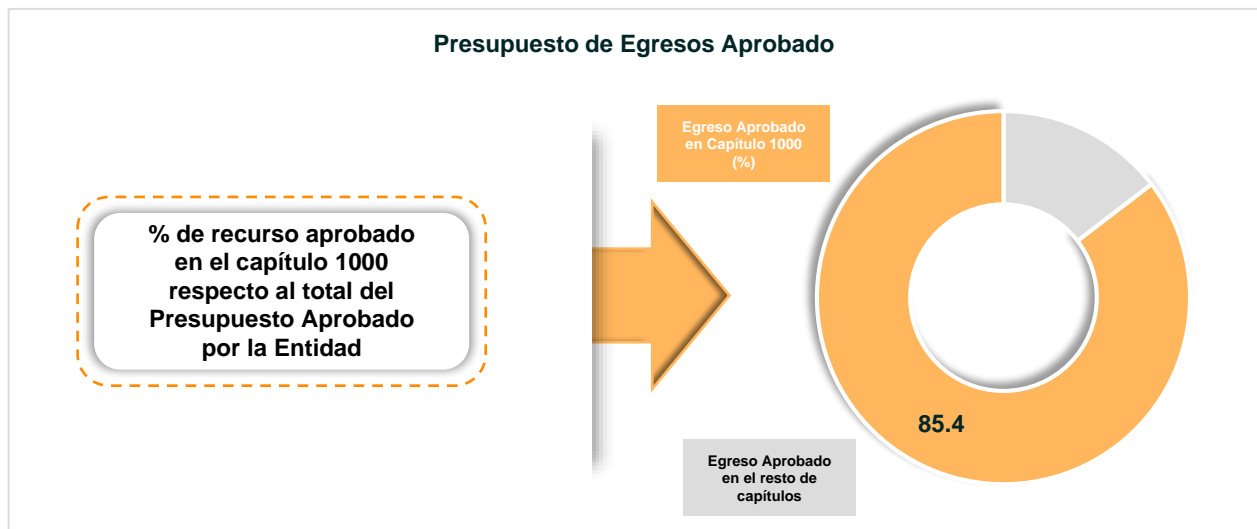 Presupuesto de Egresos Aprobado
Egreso Aprobado
en Capítulo 1000
(%)
% de recurso aprobado
en el capítulo 1000
respecto al total del
Presupuesto Aprobado
por la Entidad
85.4
Egreso Aprobado
en el resto de
capítulos